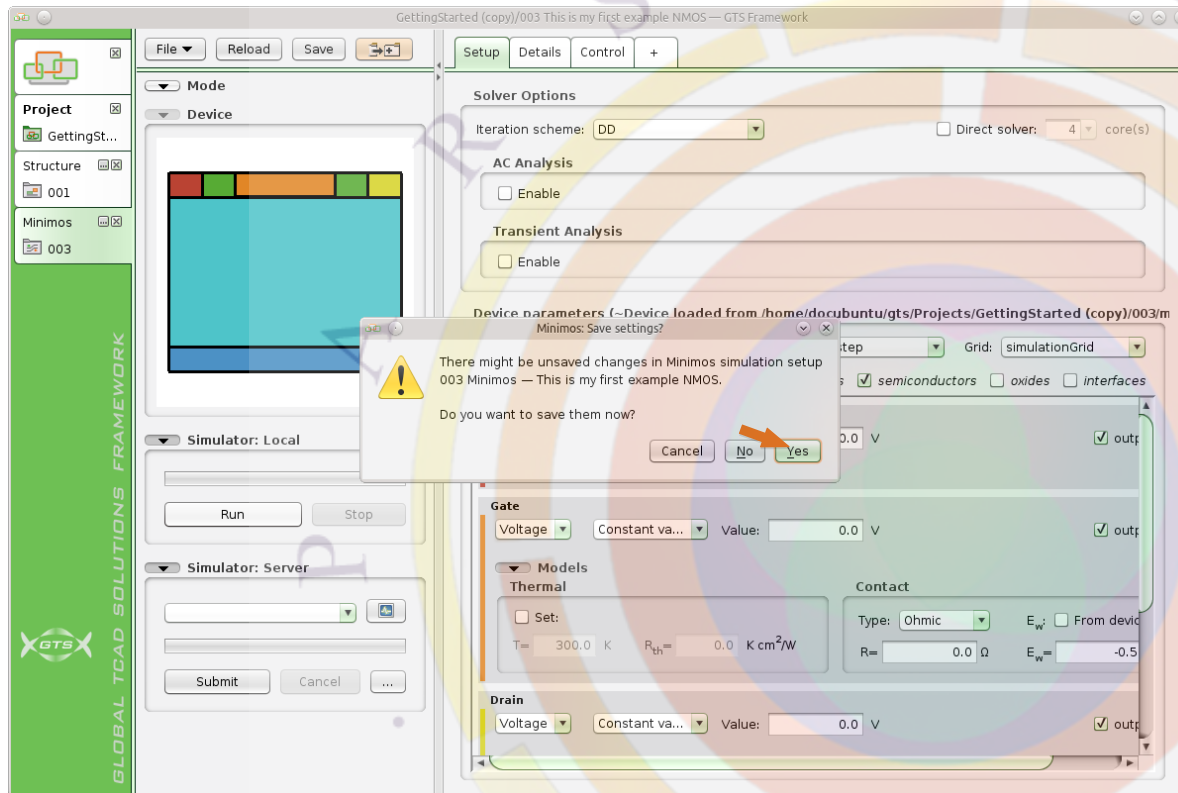 GettingStarted (copy)/003 This is my first example NMOS — GTS Framework
File Reload Save
Setup Details Control +
Mode
Device
Project
GettingSt...
Structure
001
Minimos
003
Solver Options
Iteration scheme: DD
Direct solver: 4 core(s)
AC Analysis
Enable
Transient Analysis
Enable
Device parameters (~Device loaded from /home/docubuntu/gts/Projects/GettingStarted (copy)/003/m
step Grid: simulationGrid
s semiconductors oxides interfaces
0.0 V outp
Minimos: Save settings?
There might be unsaved changes in Minimos simulation setup
003 Minimos — This is my first example NMOS.
Do you want to save them now?
Cancel No Yes
Simulator: Local
Run Stop
Simulator: Server
Submit Cancel ...
Gate
Voltage Constant va... Value: 0.0 V outp
Models
Thermal
Set:
T= 300.0 K Rth= 0.0 K cm²/W
Contact
Type: Ohmic Ew: From devic
R= 0.0 Ω Ew= -0.5
Drain
Voltage Constant va... Value: 0.0 V outp
GTS
GLOBAL TCAD SOLUTIONS FRAMEWORK